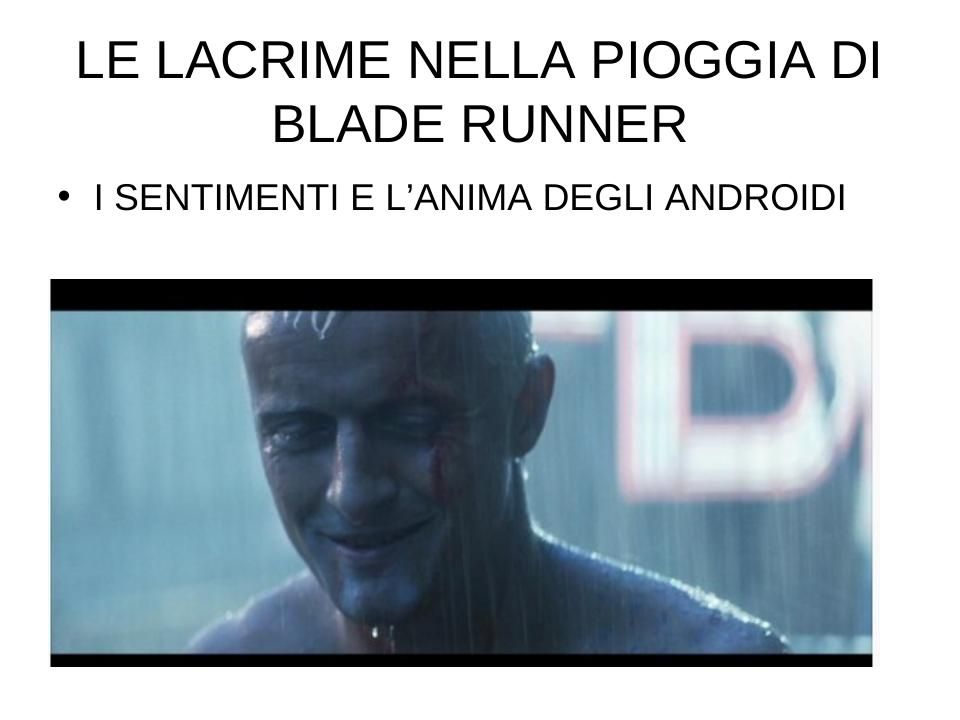 LE LACRIME NELLA PIOGGIA DI
BLADE RUNNER
• I SENTIMENTI E L’ANIMA DEGLI ANDROIDI